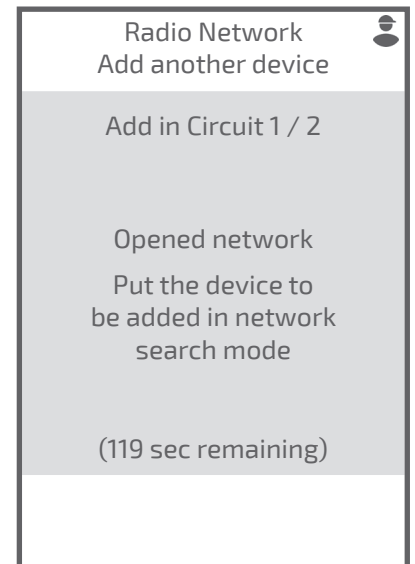 Radio Network
Add another device
Add in Circuit 1 / 2
Opened network
Put the device to
be added in network
search mode
(119 sec remaining)